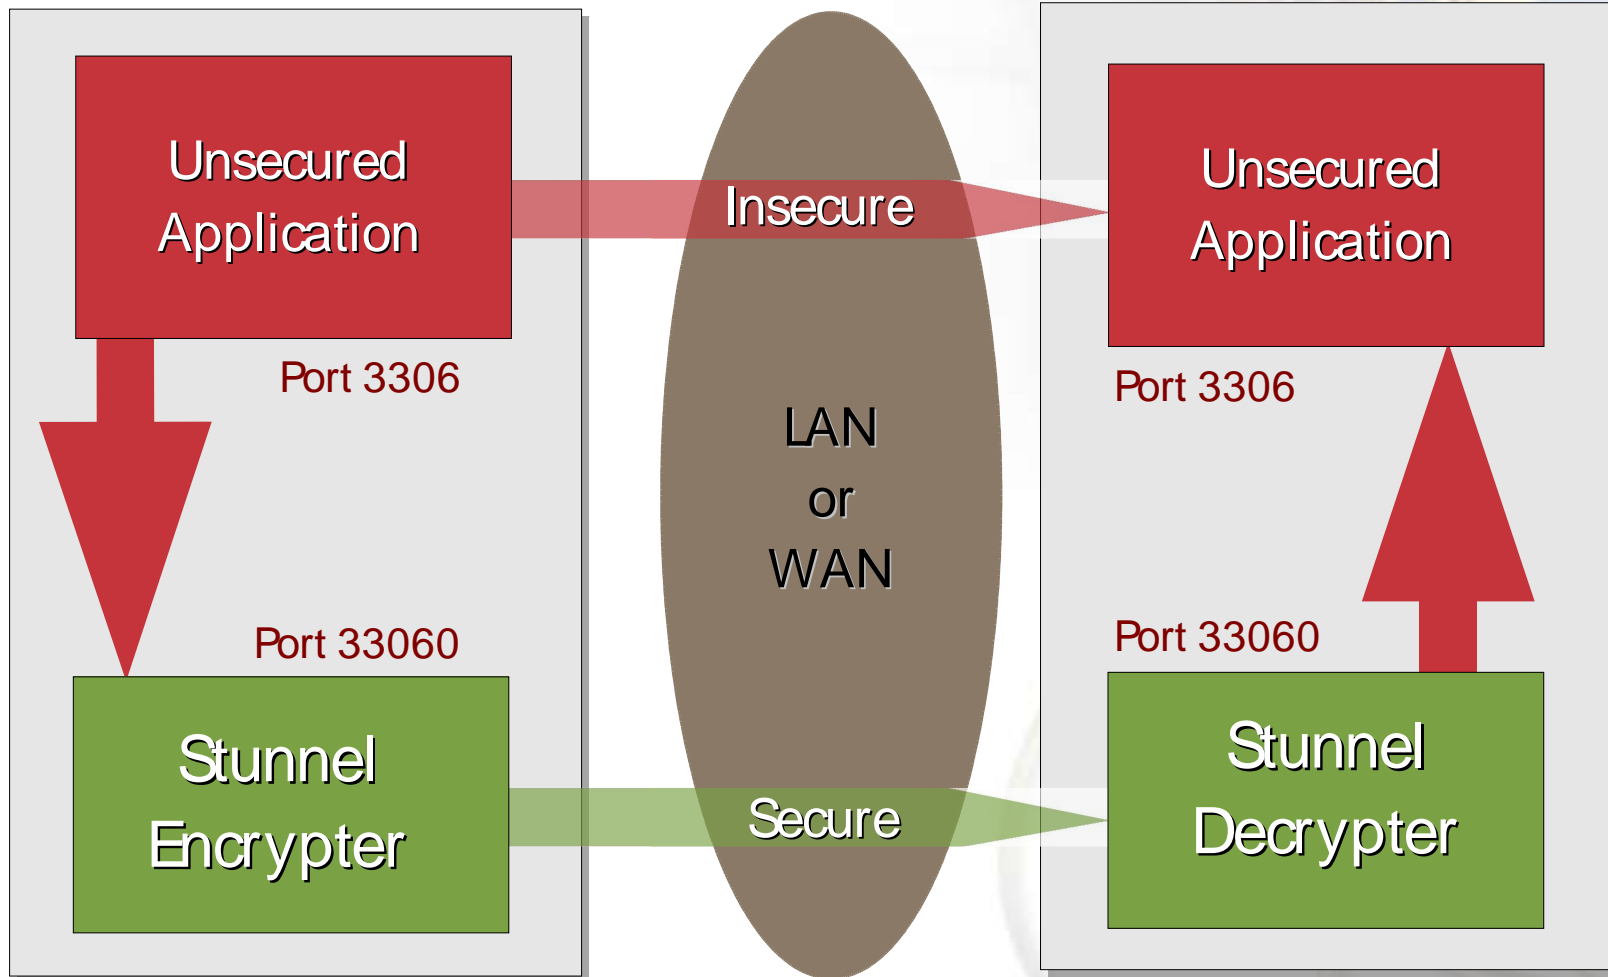 Unsecured
Application
Port 3306
Port 33060
Stunnel
Encrypter
Insecure
LAN
or
WAN
Secure
Unsecured
Application
Port 3306
Port 33060
Stunnel
Decrypter